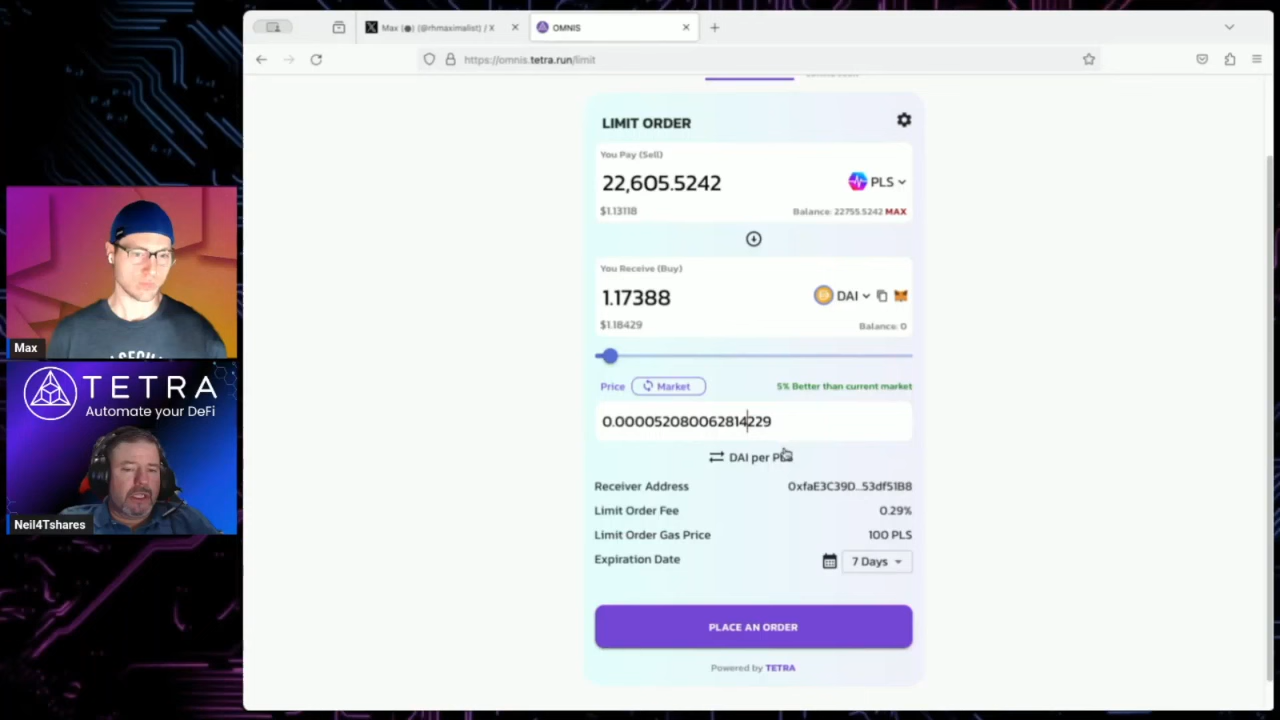 Max (●) (@rhmaximalist) / X
OMNIS
https://omnis.tetra.run/limit
LIMIT ORDER
You Pay (Sell)
22,605.5242
PLS
$1.13118
Balance: 22755.5242 MAX
You Receive (Buy)
1.17388
DAI
$1.18429
Balance: 0
Price
Market
5% Better than current market
0.000052080062814229
DAI per PLS
Receiver Address
0xfaE3C39D...53df51B8
Limit Order Fee
0.29%
Limit Order Gas Price
100 PLS
Expiration Date
7 Days
PLACE AN ORDER
Powered by TETRA
Max
TETRA
Automate your DeFi
Neil4Tshares